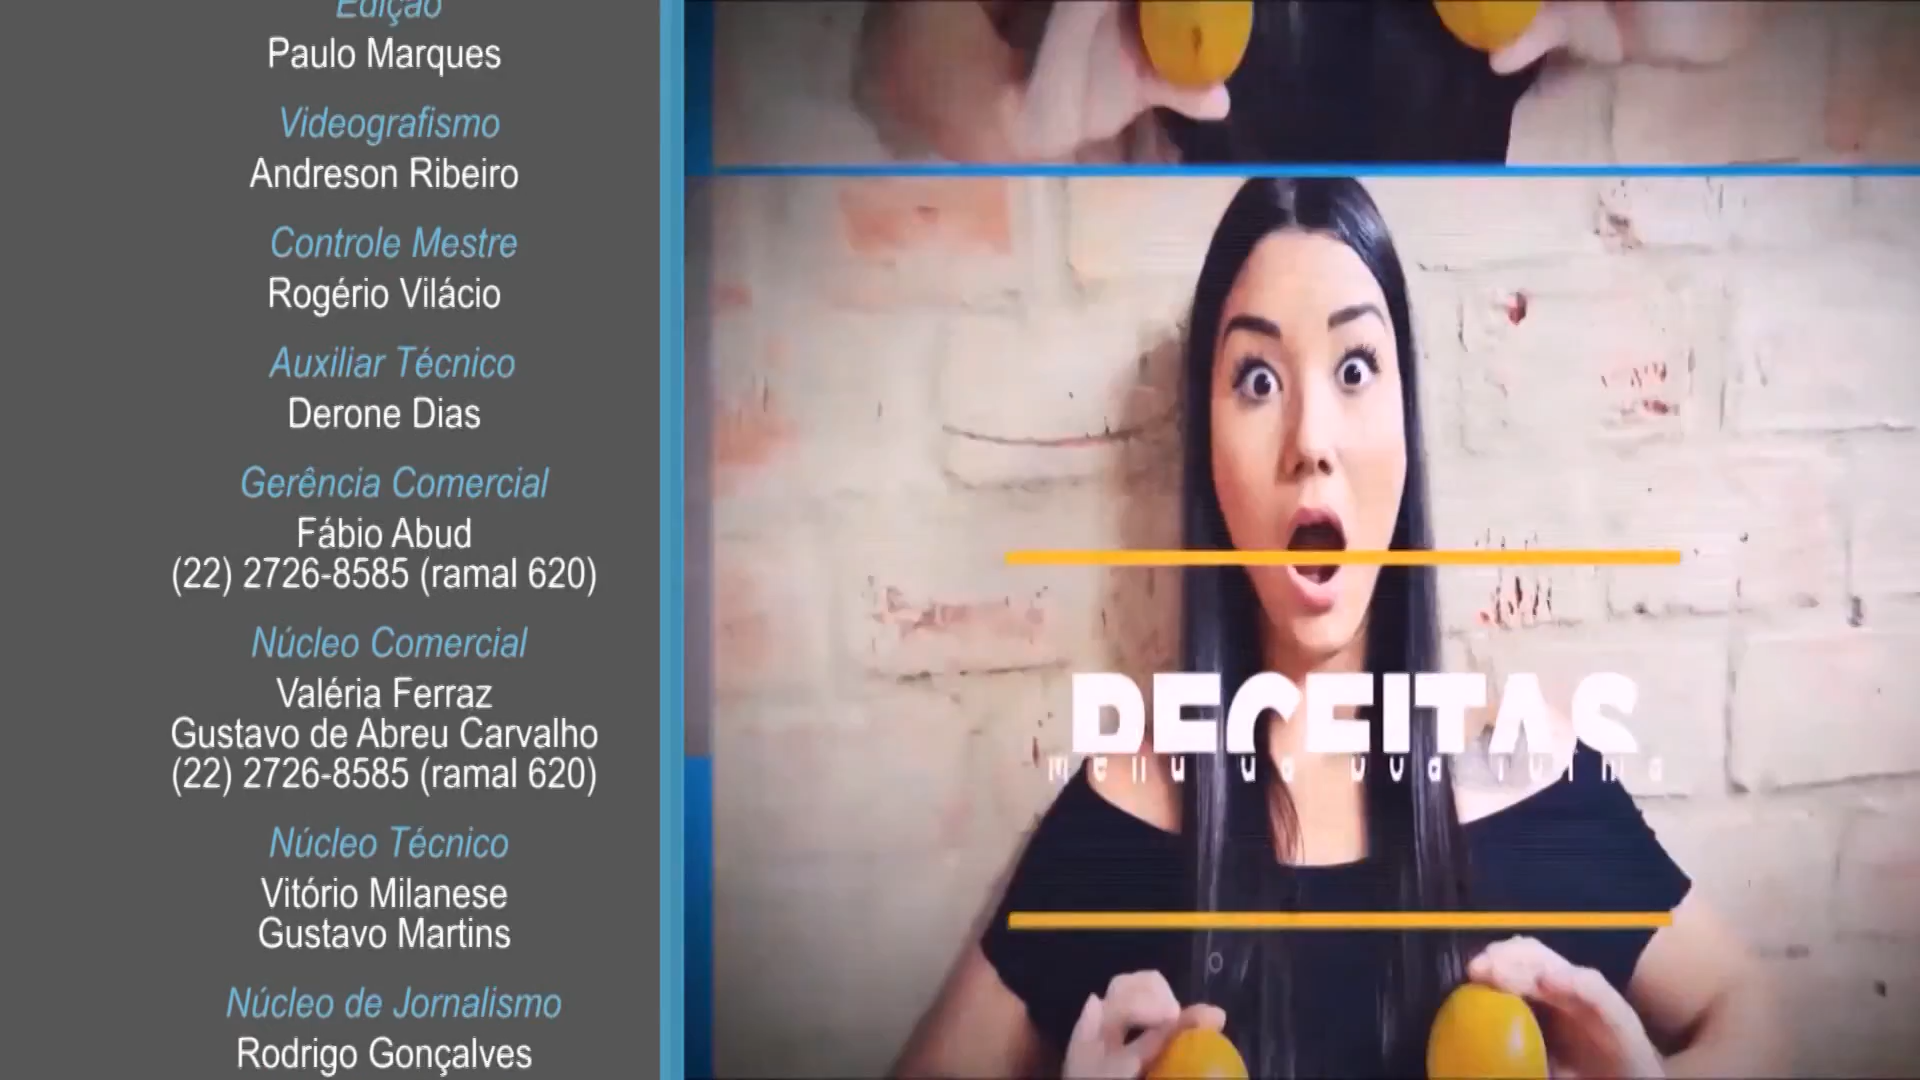 Edição
Paulo Marques
Videografismo
Andreson Ribeiro
Controle Mestre
Rogério Vilácio
Auxiliar Técnico
Derone Dias
Gerência Comercial
Fábio Abud
(22) 2726-8585 (ramal 620)
Núcleo Comercial
Valéria Ferraz
Gustavo de Abreu Carvalho
(22) 2726-8585 (ramal 620)
Núcleo Técnico
Vitório Milanese
Gustavo Martins
Núcleo de Jornalismo
Rodrigo Gonçalves
RECEITAS